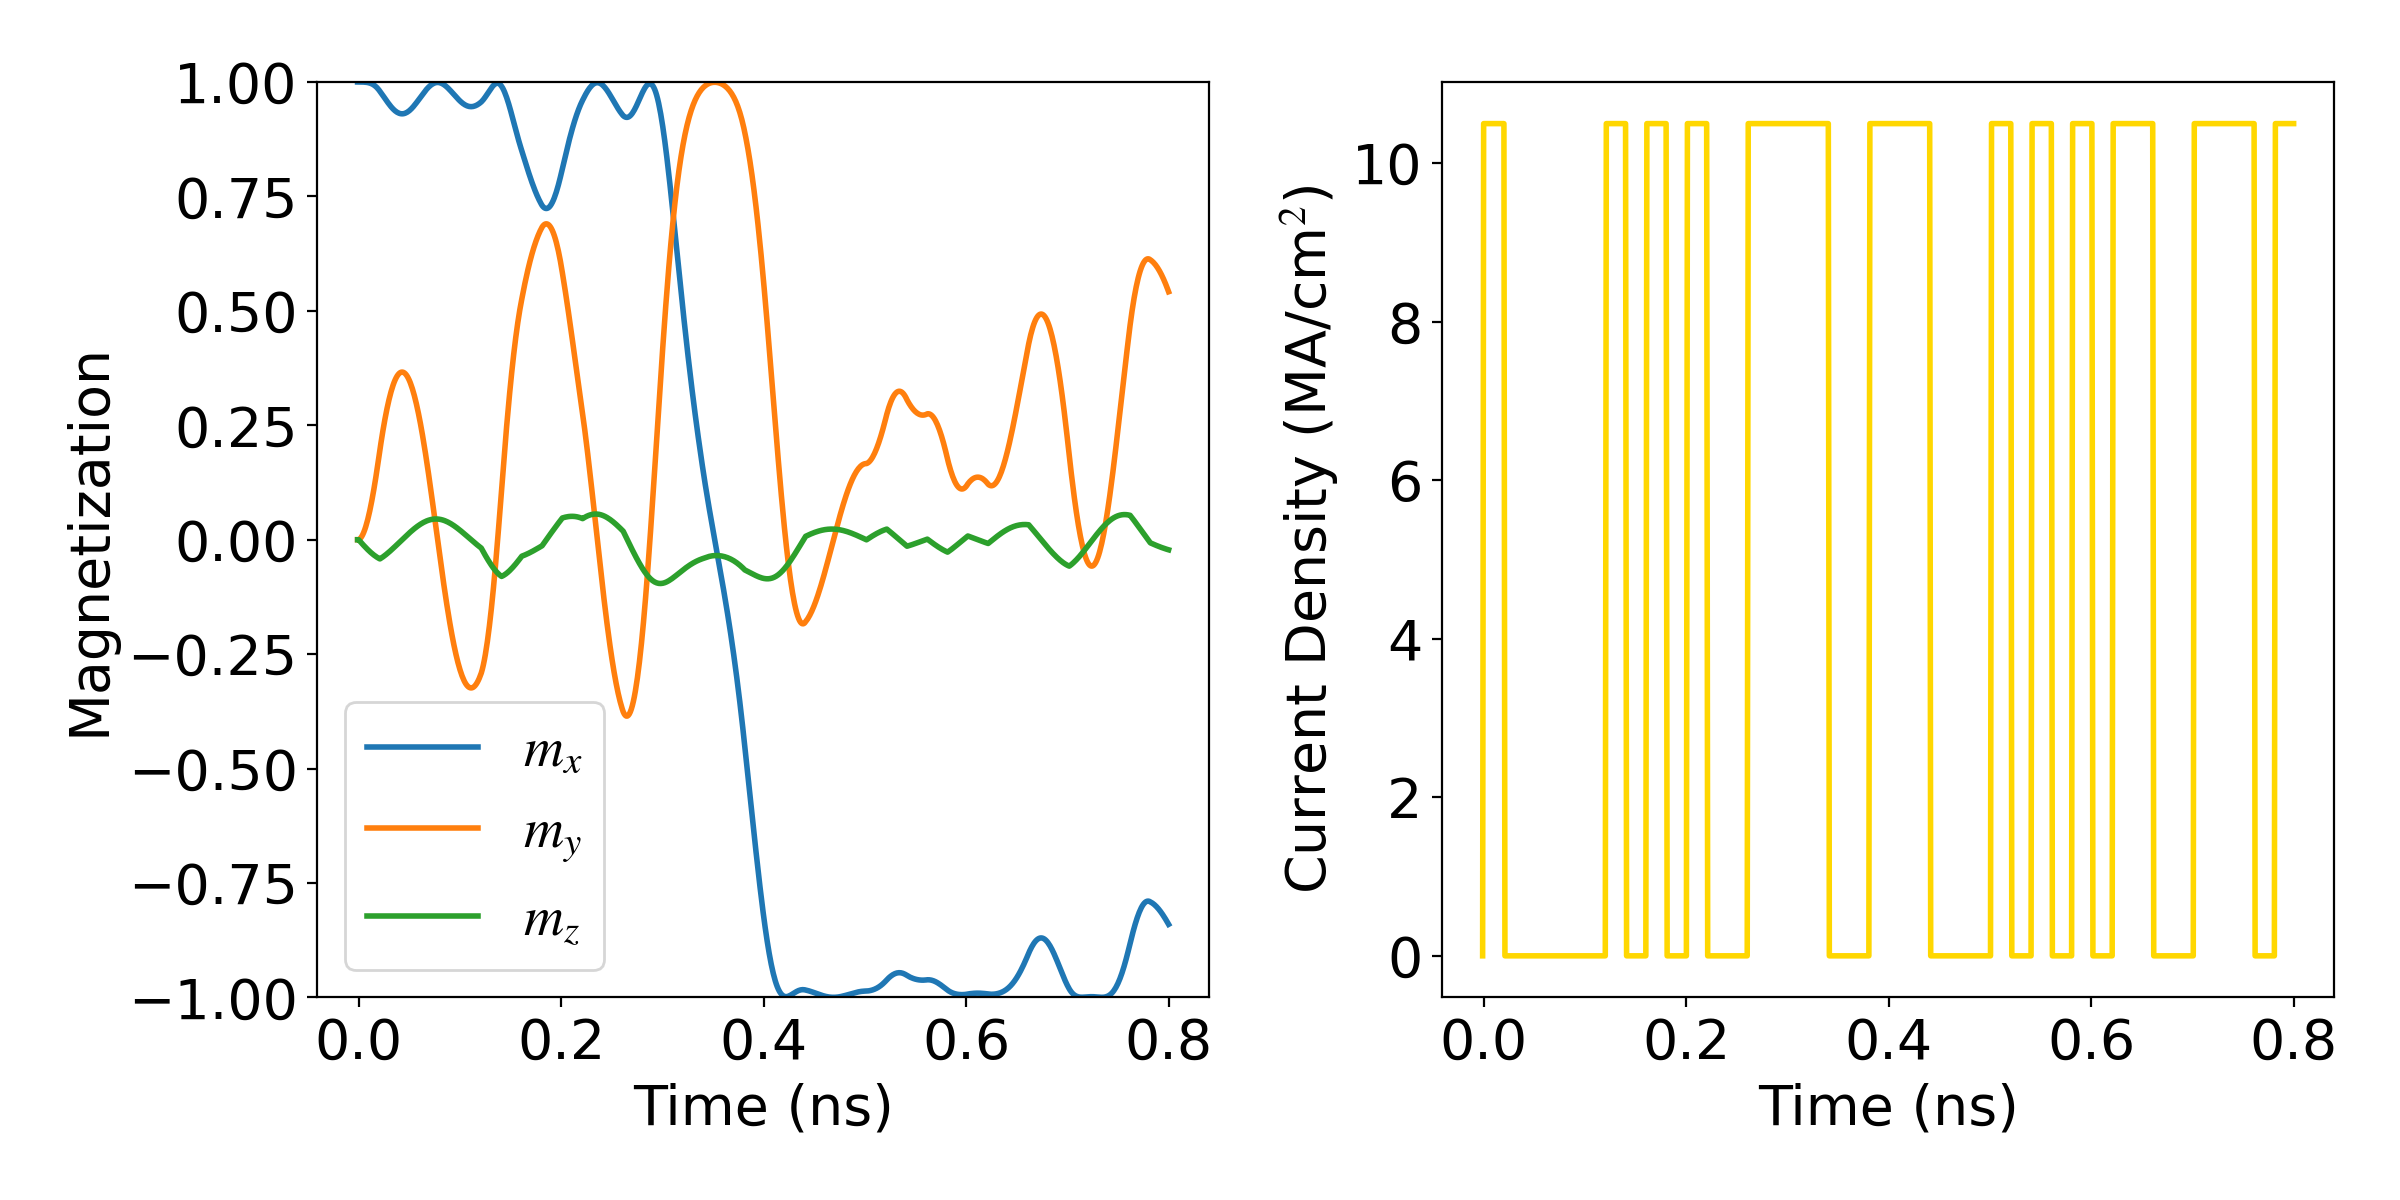 1.00
0.75
0.50
0.25
0.00
−0.25
−0.50
−0.75
−1.00
Magnetization
m_x
m_y
m_z
0.0 0.2 0.4 0.6 0.8
Time (ns)
10
8
6
4
2
0
Current Density (MA/cm²)
0.0 0.2 0.4 0.6 0.8
Time (ns)